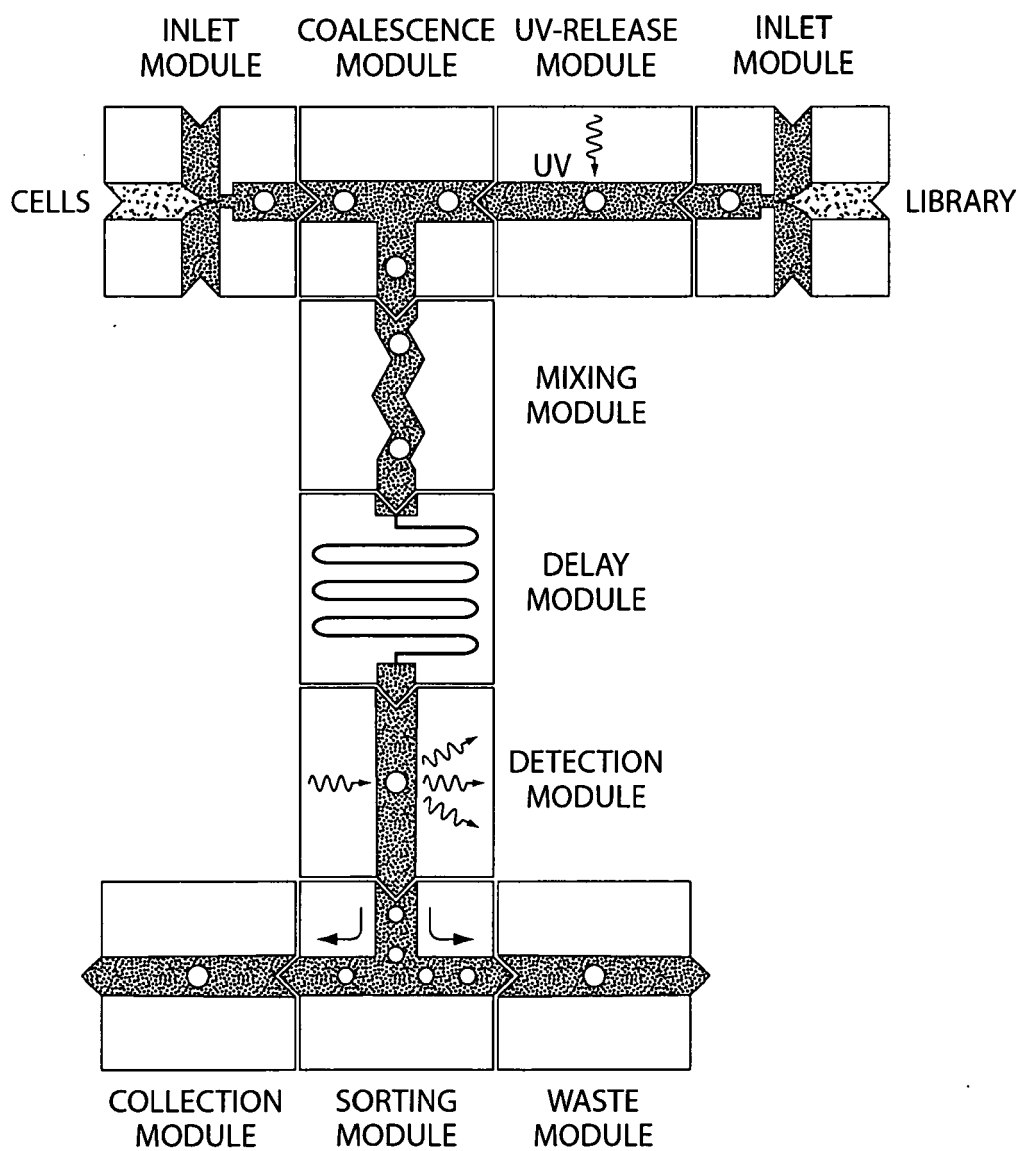 INLET
MODULE
COALESCENCE
MODULE
UV-RELEASE
MODULE
INLET
MODULE
UV
CELLS
LIBRARY
MIXING
MODULE
DELAY
MODULE
DETECTION
MODULE
COLLECTION
MODULE
SORTING
MODULE
WASTE
MODULE